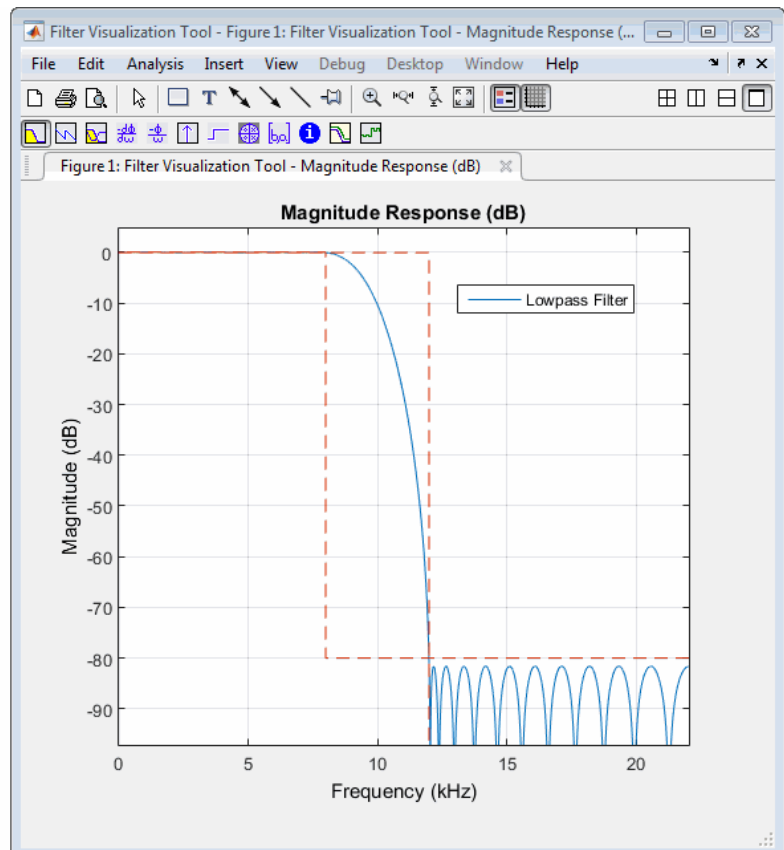 Filter Visualization Tool - Figure 1: Filter Visualization Tool - Magnitude Response (...
File Edit Analysis Insert View Debug Desktop Window Help
T
[b,a]
i
Figure 1: Filter Visualization Tool - Magnitude Response (dB)
Magnitude Response (dB)
0
-10
-20
-30
-40
-50
-60
-70
-80
-90
Magnitude (dB)
Lowpass Filter
0 5 10 15 20
Frequency (kHz)